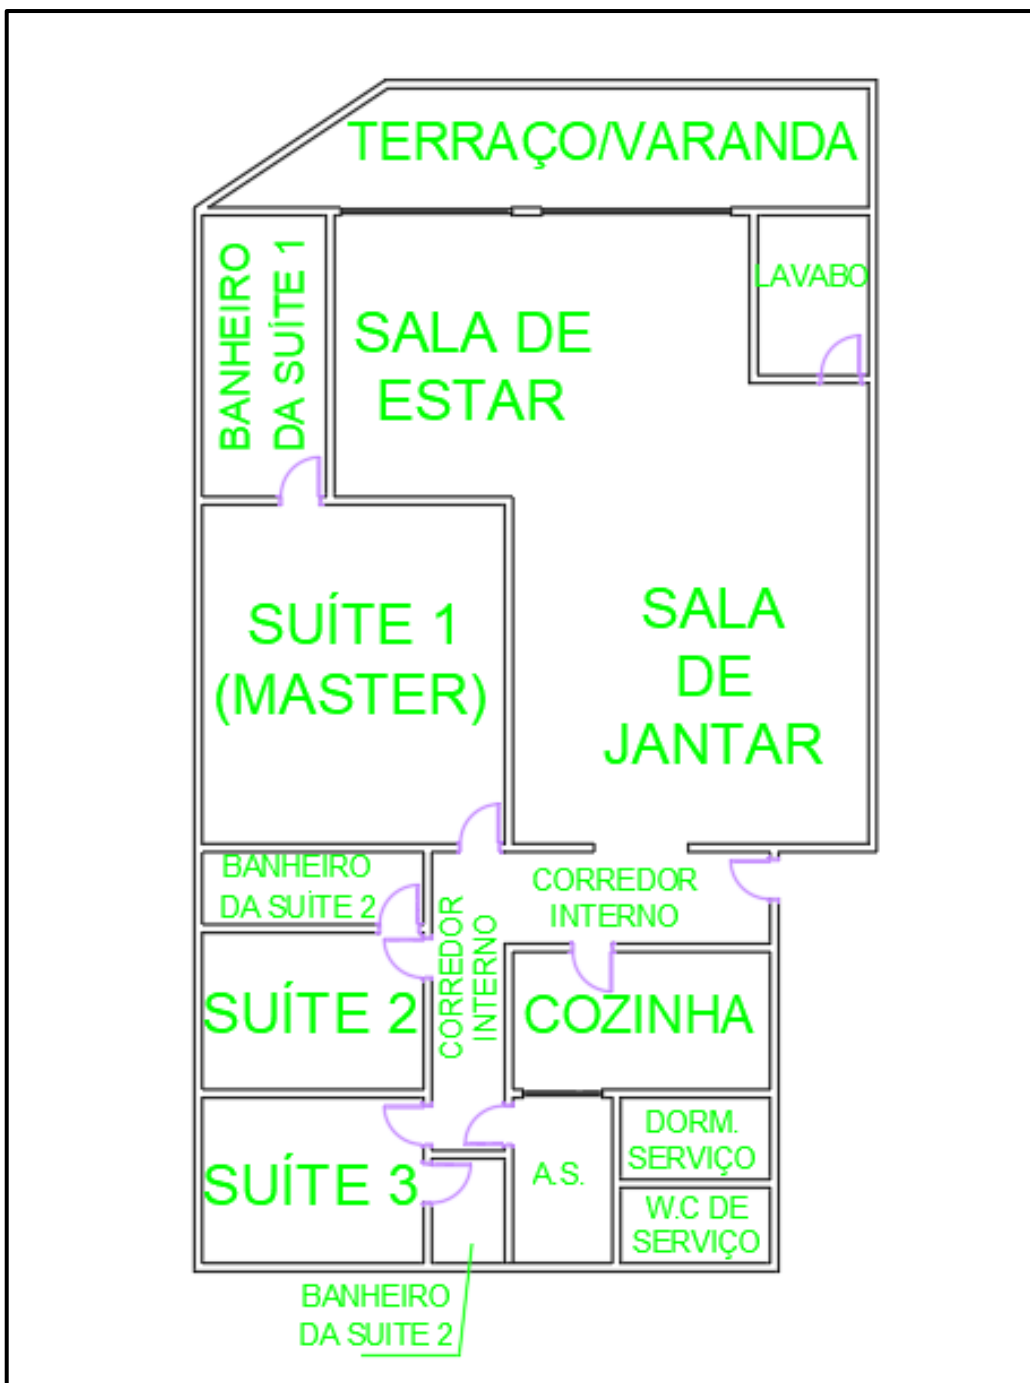 TERRAÇO/VARANDA
BANHEIRO
DA SUÍTE 1
LAVABO
SALA DE
ESTAR
SUÍTE 1
(MASTER)
SALA
DE
JANTAR
BANHEIRO
DA SUÍTE 2
CORREDOR
INTERNO
CORREDOR
INTERNO
SUÍTE 2
COZINHA
SUÍTE 3
A.S.
DORM.
SERVIÇO
W.C DE
SERVIÇO
BANHEIRO
DA SUITE 2